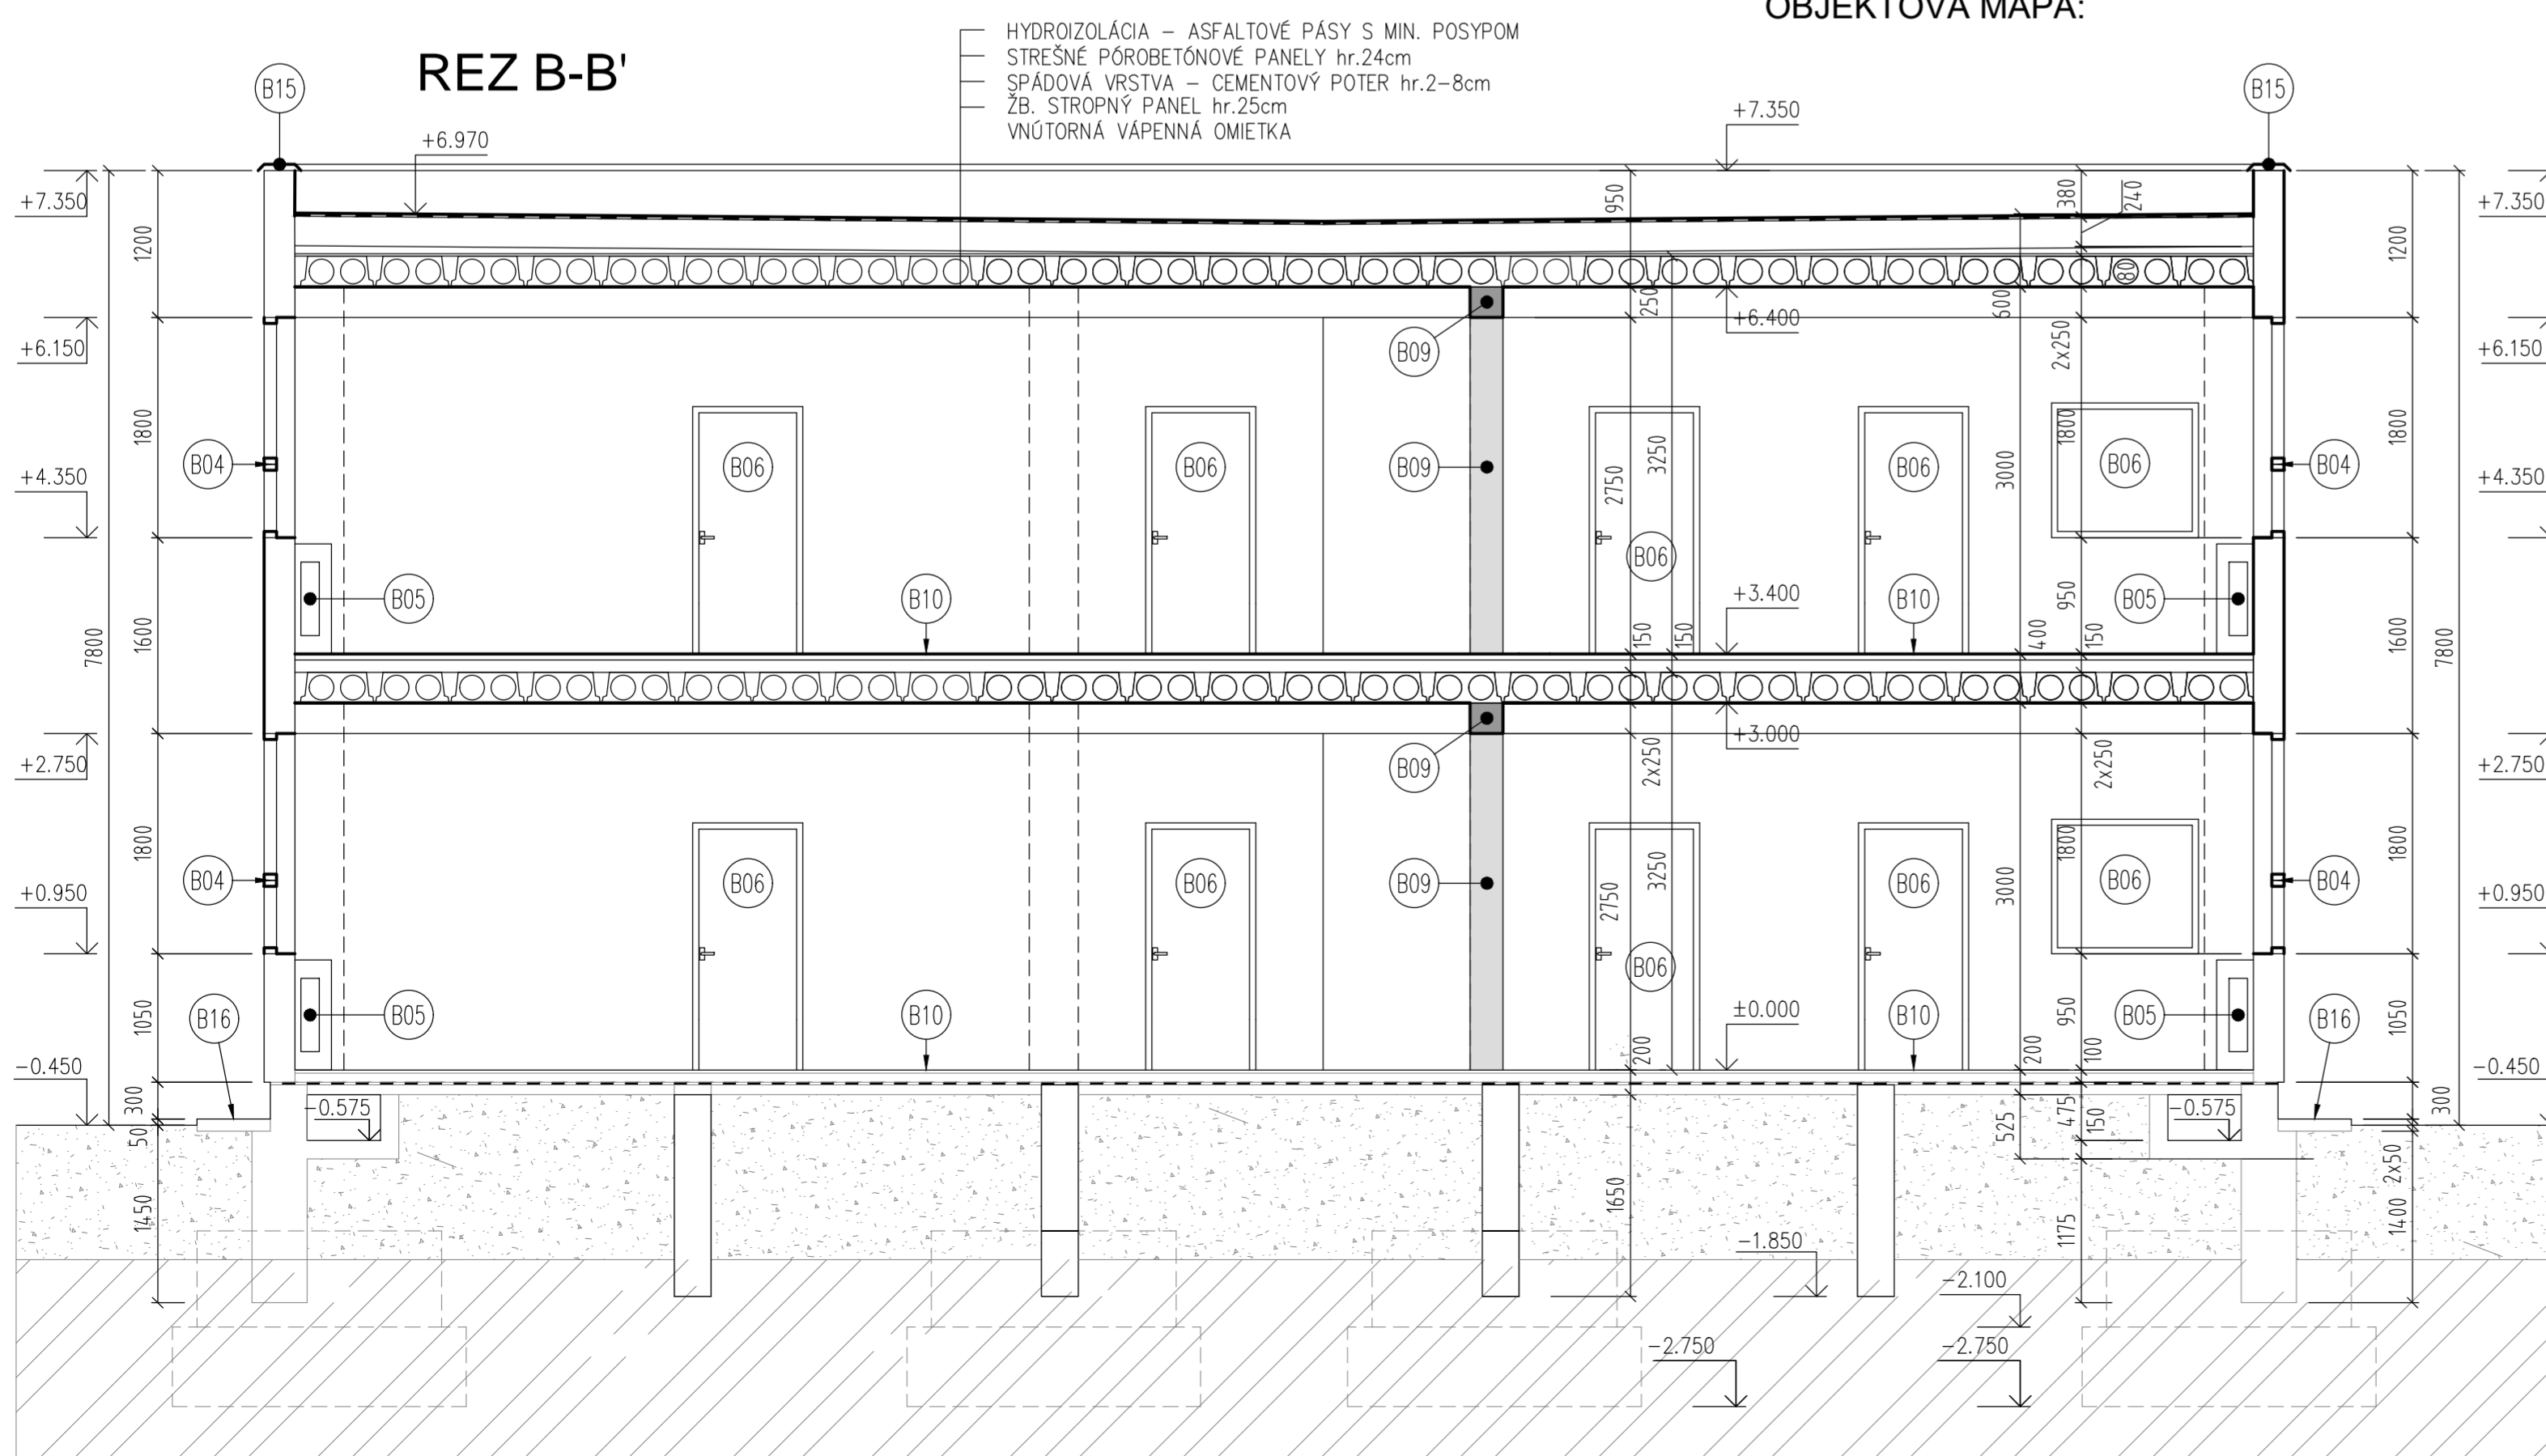 OBJEKTOVÁ MAPA:
REZ B-B'
HYDROIZOLÁCIA – ASFALTOVÉ PÁSY S MIN. POSYPOM
STREŠNÉ PÓROBETÓNOVÉ PANELY hr.24cm
SPÁDOVÁ VRSTVA – CEMENTOVÝ POTER hr.2–8cm
ŽB. STROPNÝ PANEL hr.25cm
VNÚTORNÁ VÁPENNÁ OMIETKA
B15
B15
+6.970
+7.350
+7.350
+7.350
950
380
240
1200
1200
80
250
600
+6.400
+6.150
+6.150
2x250
B09
1800
1800
1800
B04
B06
B06
B09
B06
B06
B04
2750
3250
3000
+4.350
+4.350
B06
B05
B10
+3.400
B10
950
B05
7800
1600
150
150
400
150
1600
7800
+3.000
+2.750
+2.750
B09
2x250
2x250
1800
1800
1800
B04
B06
B06
B09
B06
B06
B04
2750
3250
3000
+0.950
+0.950
B06
B16
B05
B10
±0.000
B10
950
B05
B16
1050
1050
200
200
100
-0.450
-0.450
300
-0.575
-0.575
300
50
525
475
150
2x50
1450
1650
1175
1400
-1.850
-2.100
-2.750
-2.750